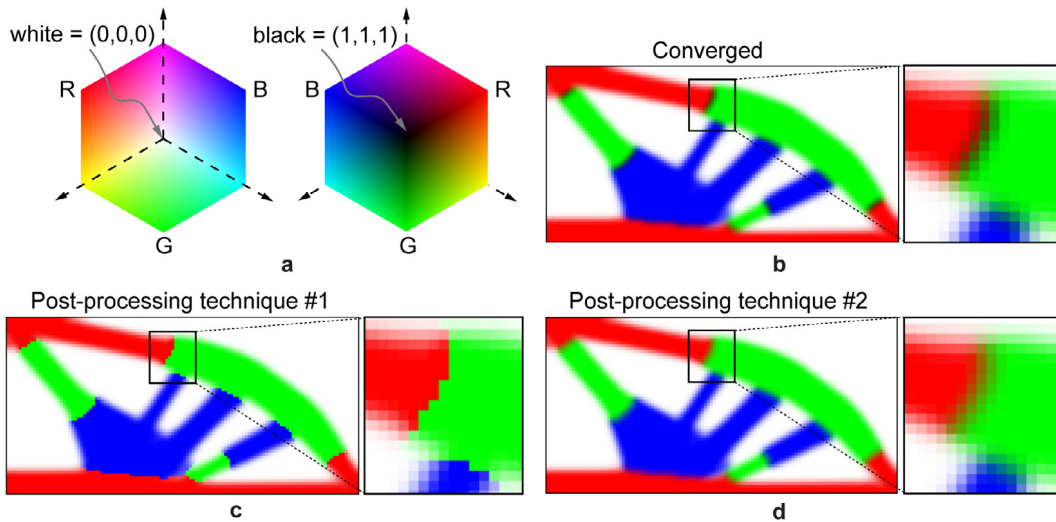 white = (0,0,0)
black = (1,1,1)
R
B
G
B
R
G
a
Converged
b
Post-processing technique #1
c
Post-processing technique #2
d